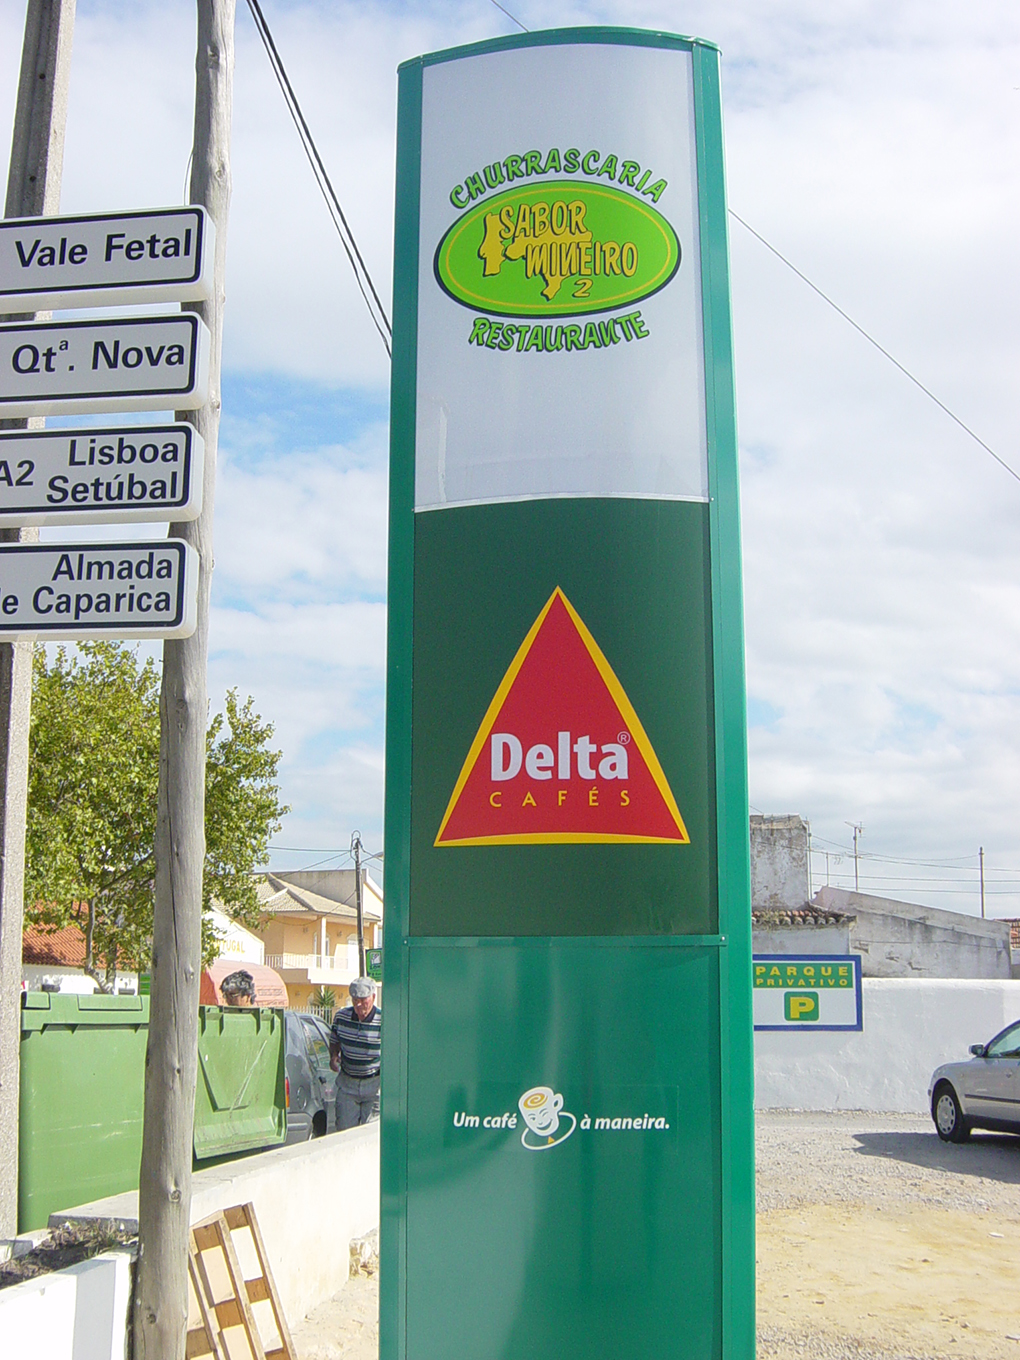 Vale Fetal
Qtª. Nova
A2 Lisboa
Setúbal
Almada
Caparica
CHURRASCARIA
SABOR
MINEIRO
2
RESTAURANTE
Delta®
CAFÉS
PARQUE
PRIVATIVO
P
Um café à maneira.